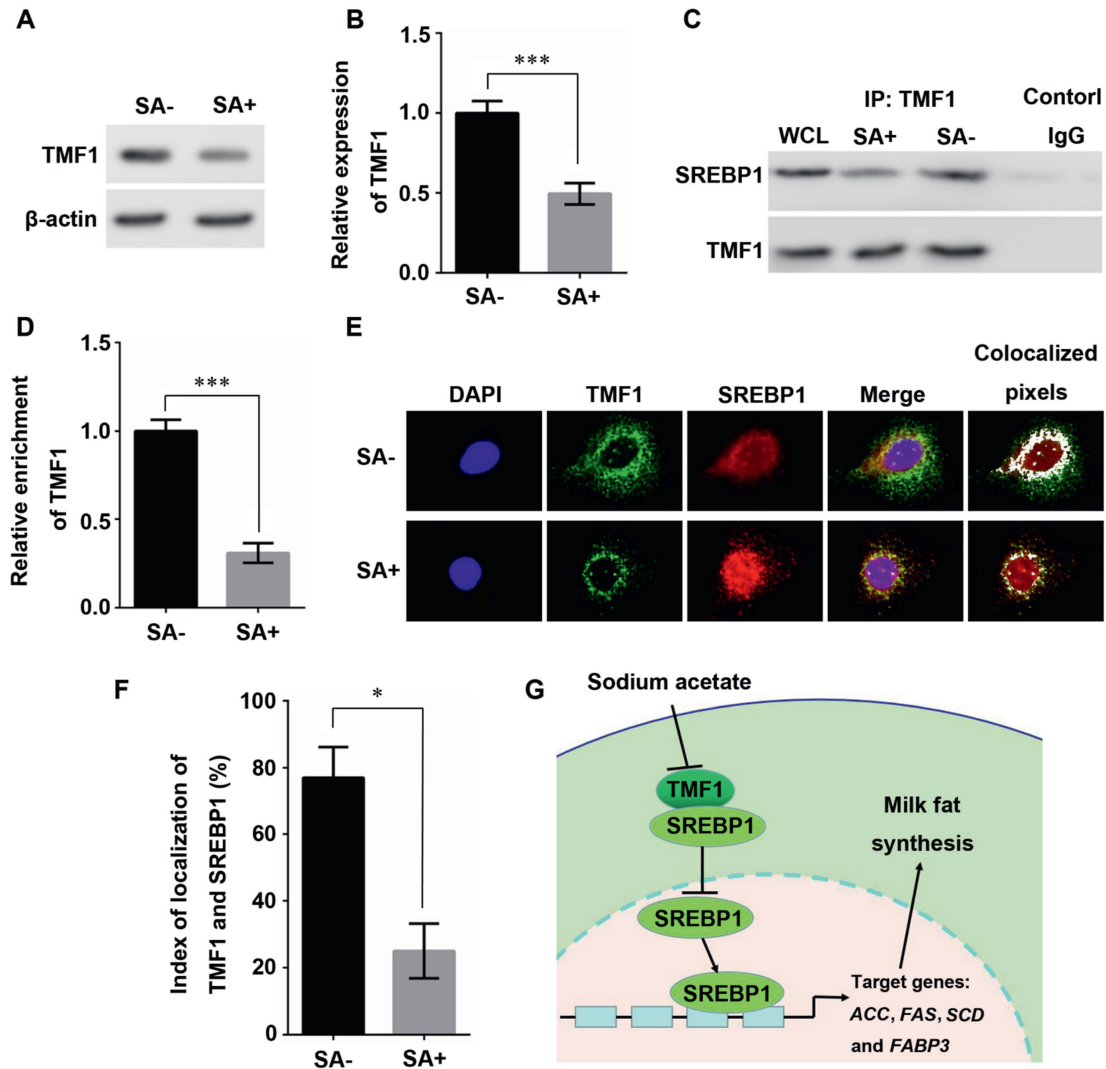 A
SA- SA+
TMF1
β-actin
B
Relative expression
of TMF1
1.5
1.0
0.5
0.0
***
SA- SA+
C
IP: TMF1 Contorl
WCL SA+ SA- IgG
SREBP1
TMF1
D
Relative enrichment
of TMF1
1.5
1.0
0.5
0.0
***
SA- SA+
E
Colocalized
DAPI TMF1 SREBP1 Merge pixels
SA-
SA+
F
Index of localization of
TMF1 and SREBP1 (%)
100
80
60
40
20
0
*
SA- SA+
G
Sodium acetate
TMF1
SREBP1
Milk fat
synthesis
SREBP1
SREBP1
Target genes:
ACC, FAS, SCD
and FABP3